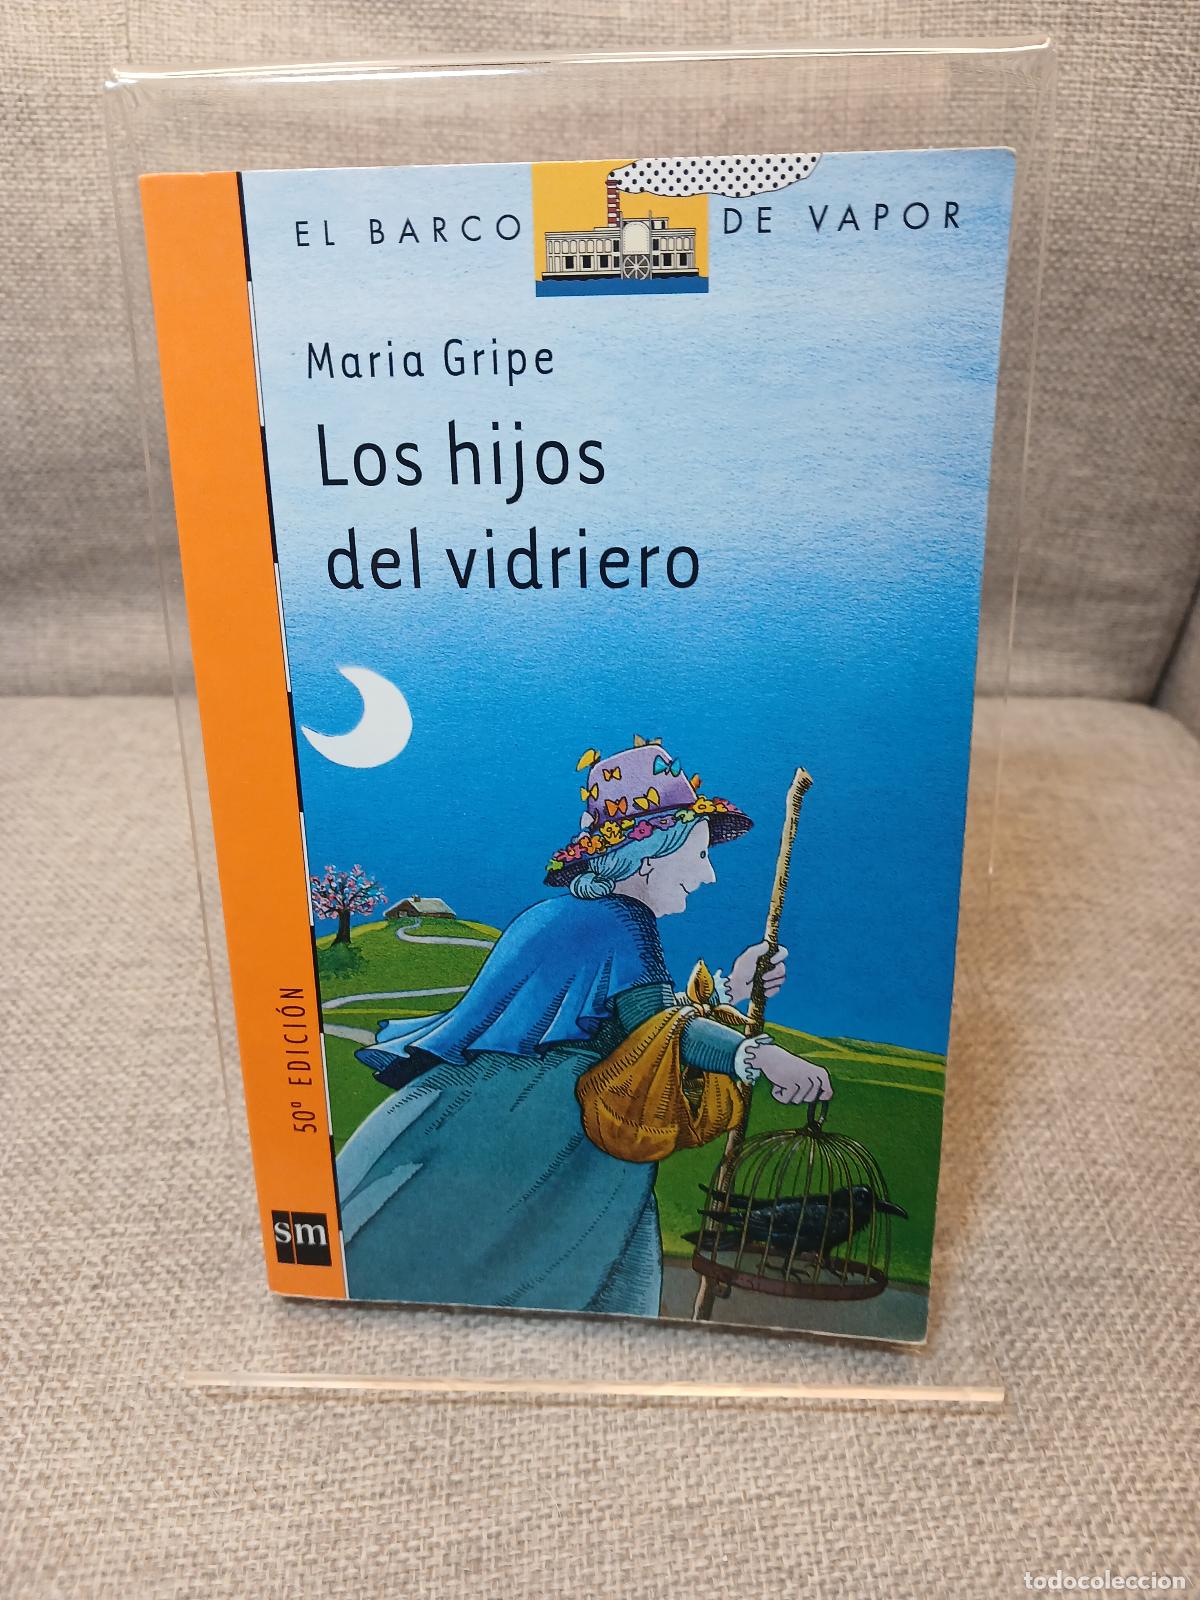 EL BARCO DE VAPOR
Maria Gripe
Los hijos
del vidriero
50ª EDICIÓN
sm
todocoleccion